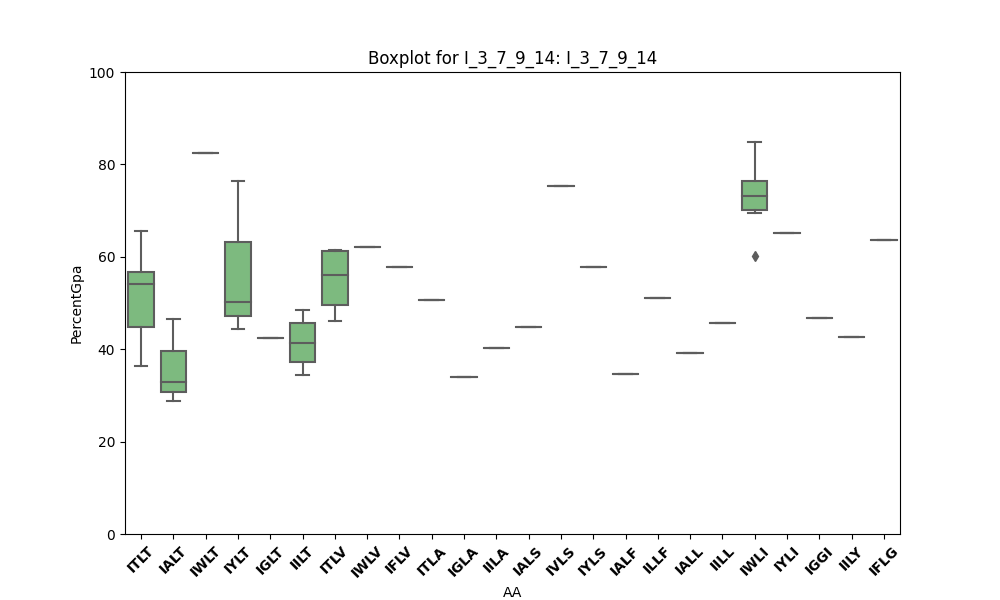 Boxplot for I_3_7_9_14: I_3_7_9_14
100
80
60
40
20
0
PercentGpa
ITLT IALT IWLT IYLT IGLT IILT ITLV IWLV IFLV ITLA IGLA IILA IALS IVLS IYLS IALF ILLF IALL IILL IWLI IYLI IGGI IILY IFLG
AA